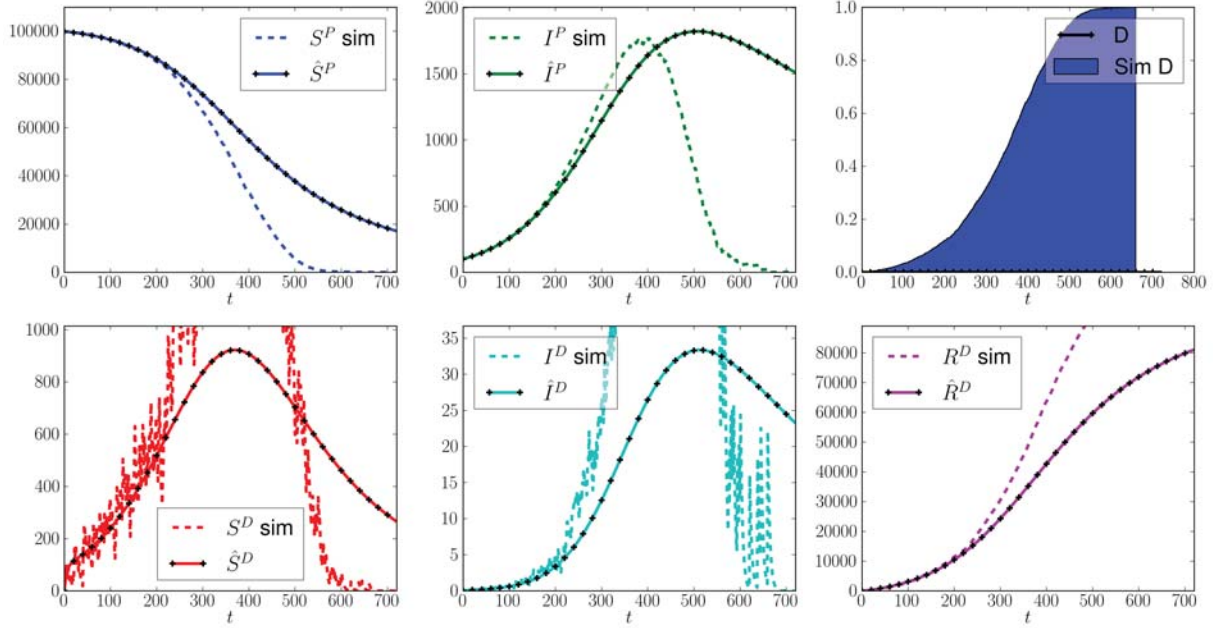 100000
80000
60000
40000
20000
0
0 100 200 300 400 500 600 700
t
S^P sim
Ŝ^P
2000
1500
1000
500
0
0 100 200 300 400 500 600 700
t
I^P sim
Î^P
1.0
0.8
0.6
0.4
0.2
0.0
0 100 200 300 400 500 600 700 800
t
D
Sim D
1000
800
600
400
200
0
0 100 200 300 400 500 600 700
t
S^D sim
Ŝ^D
35
30
25
20
15
10
5
0
0 100 200 300 400 500 600 700
t
I^D sim
Î^D
80000
70000
60000
50000
40000
30000
20000
10000
0
0 100 200 300 400 500 600 700
t
R^D sim
R̂^D